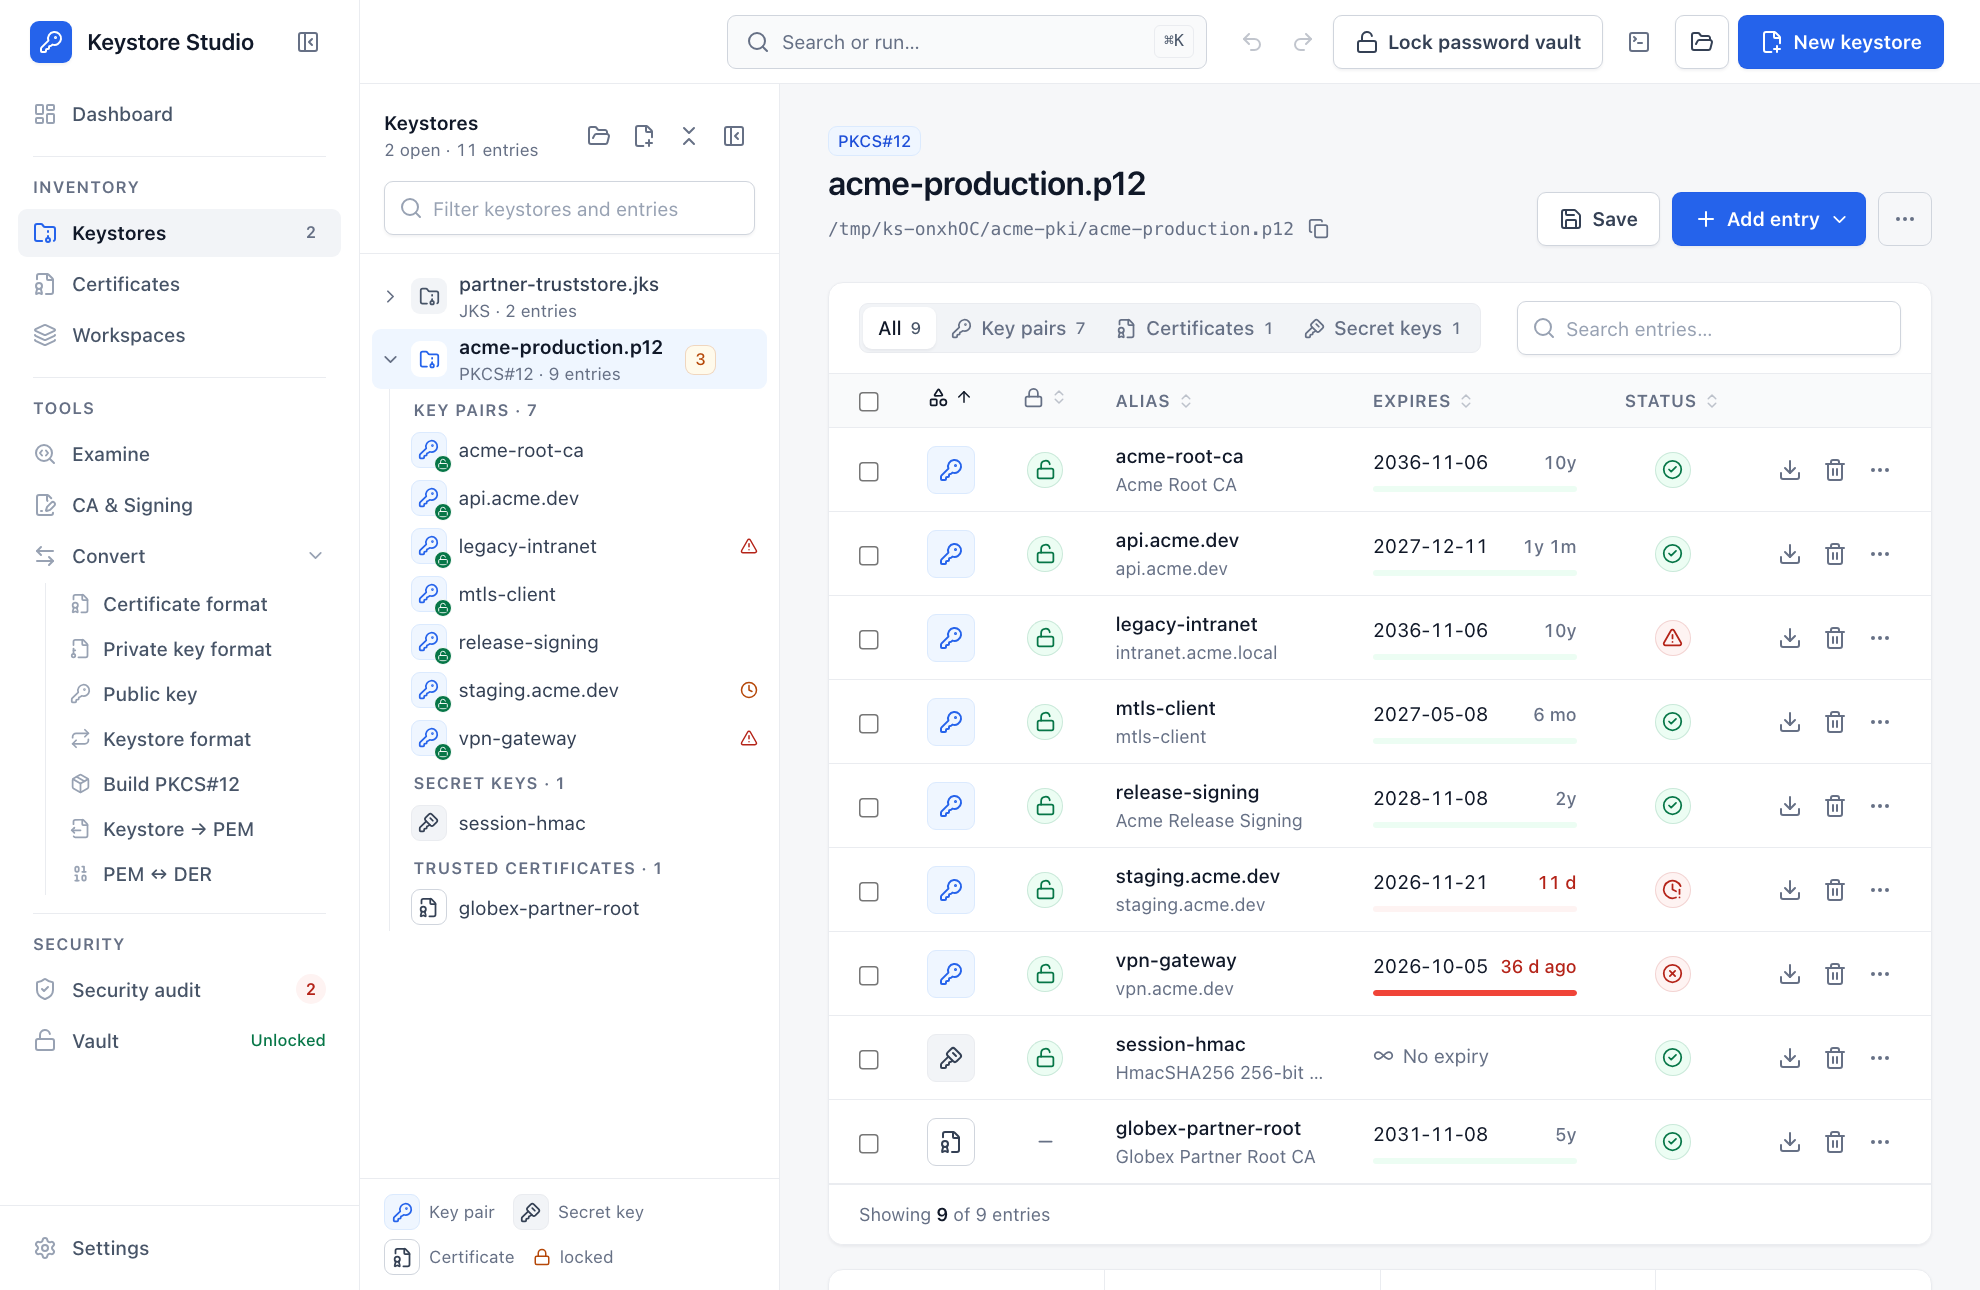 Keystore Studio
Search or run...
⌘K
Lock password vault
New keystore
Dashboard
INVENTORY
Keystores 2
Certificates
Workspaces
TOOLS
Examine
CA & Signing
Convert
Certificate format
Private key format
Public key
Keystore format
Build PKCS#12
Keystore → PEM
PEM ↔ DER
SECURITY
Security audit 2
Vault Unlocked
Settings
Keystores
2 open · 11 entries
Filter keystores and entries
partner-truststore.jks
JKS · 2 entries
acme-production.p12
PKCS#12 · 9 entries
3
KEY PAIRS · 7
acme-root-ca
api.acme.dev
legacy-intranet
mtls-client
release-signing
staging.acme.dev
vpn-gateway
SECRET KEYS · 1
session-hmac
TRUSTED CERTIFICATES · 1
globex-partner-root
Key pair
Secret key
Certificate
locked
PKCS#12
acme-production.p12
/tmp/ks-onxhOC/acme-pki/acme-production.p12
Save
Add entry
All 9
Key pairs 7
Certificates 1
Secret keys 1
Search entries...
ALIAS EXPIRES STATUS
acme-root-ca 2036-11-06 10y
Acme Root CA
api.acme.dev 2027-12-11 1y 1m
api.acme.dev
legacy-intranet 2036-11-06 10y
intranet.acme.local
mtls-client 2027-05-08 6 mo
mtls-client
release-signing 2028-11-08 2y
Acme Release Signing
staging.acme.dev 2026-11-21 11 d
staging.acme.dev
vpn-gateway 2026-10-05 36 d ago
vpn.acme.dev
session-hmac ∞ No expiry
HmacSHA256 256-bit ...
globex-partner-root 2031-11-08 5y
Globex Partner Root CA
Showing 9 of 9 entries